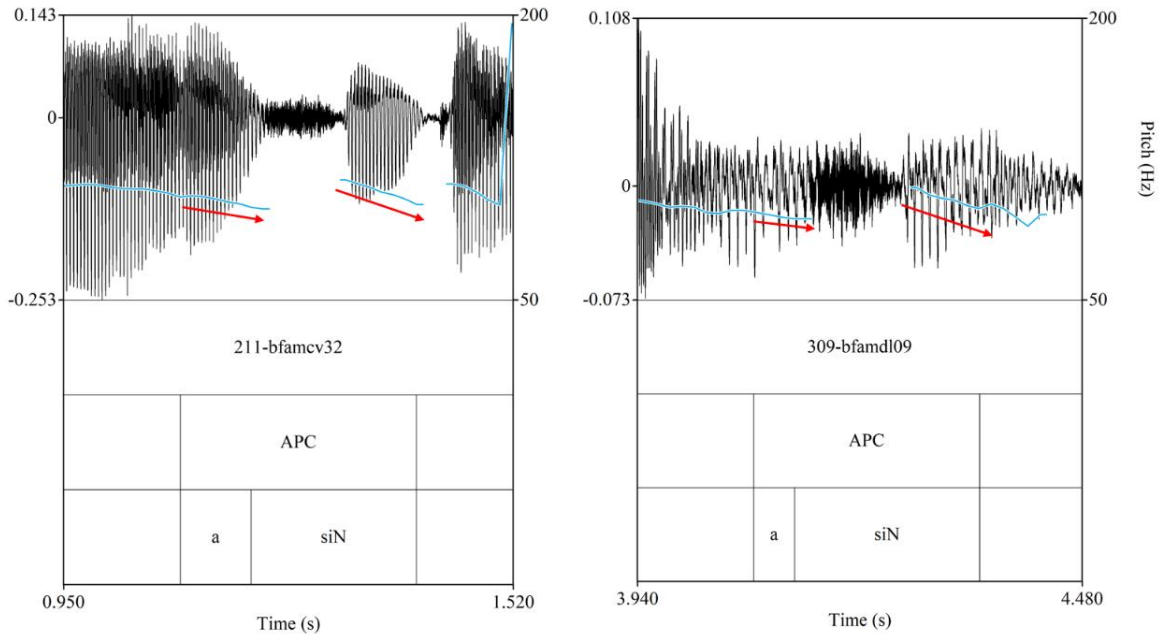 0.143
200
0
-0.253
50
211-bfamcv32
APC
a
siN
0.950
1.520
Time (s)
0.108
200
0
-0.073
50
309-bfamdl09
APC
a
siN
3.940
4.480
Time (s)
Pitch (Hz)